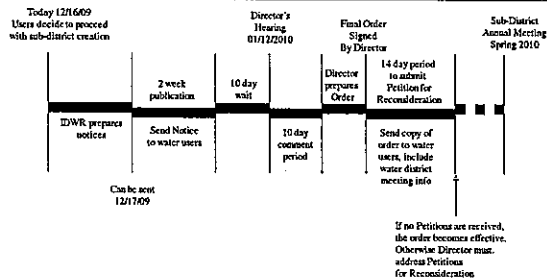 Today 12/16/09
Users decide to proceed
with sub-district creation
Director's
Hearing
01/12/2010
Final Order
Signed
By Director
Sub-District
Annual Meeting
Spring 2010
2 week
publication
10 day
wait
Director
prepares
Order
14 day period
to submit
Petition for
Reconsideration
IDWR prepares
notices
Send Notice
to water users
10 day
comment
period
Send copy of
order to water
users, include
water district
meeting info
Can be sent
12/17/09
If no Petitions are received,
the order becomes effective.
Otherwise Director must
address Petitions
for Reconsideration